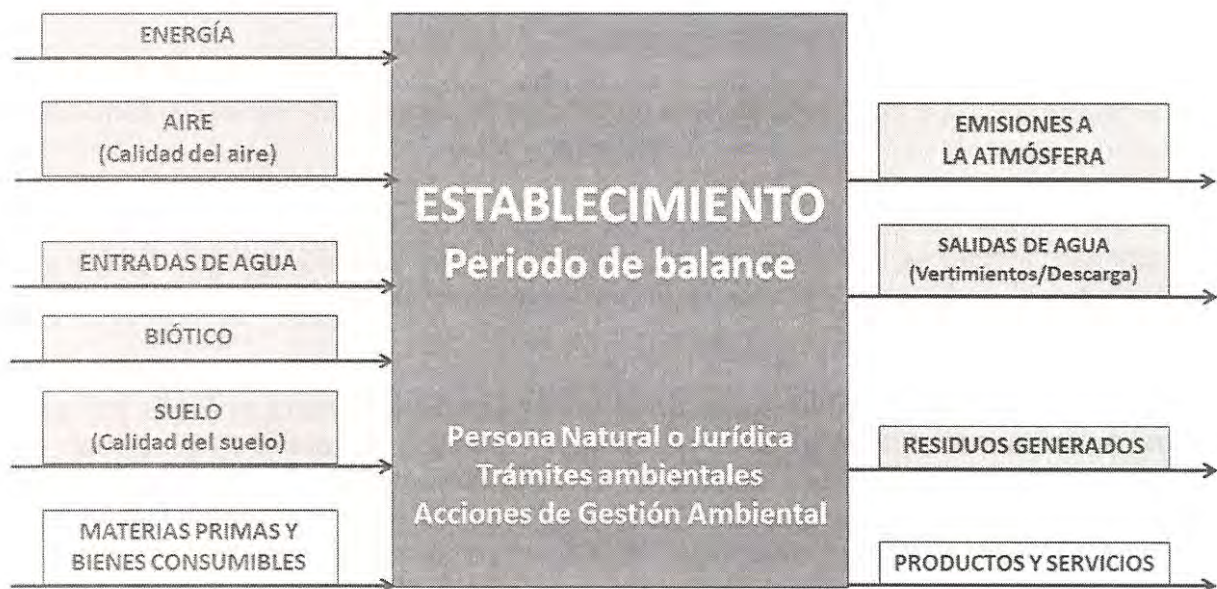 ENERGÍA
AIRE
(Calidad del aire)
ENTRADAS DE AGUA
BIÓTICO
SUELO
(Calidad del suelo)
MATERIAS PRIMAS Y
BIENES CONSUMIBLES
ESTABLECIMIENTO
Periodo de balance
Persona Natural o Jurídica
Trámites ambientales
Acciones de Gestión Ambiental
EMISIONES A
LA ATMÓSFERA
SALIDAS DE AGUA
(Vertimientos/Descarga)
RESIDUOS GENERADOS
PRODUCTOS Y SERVICIOS